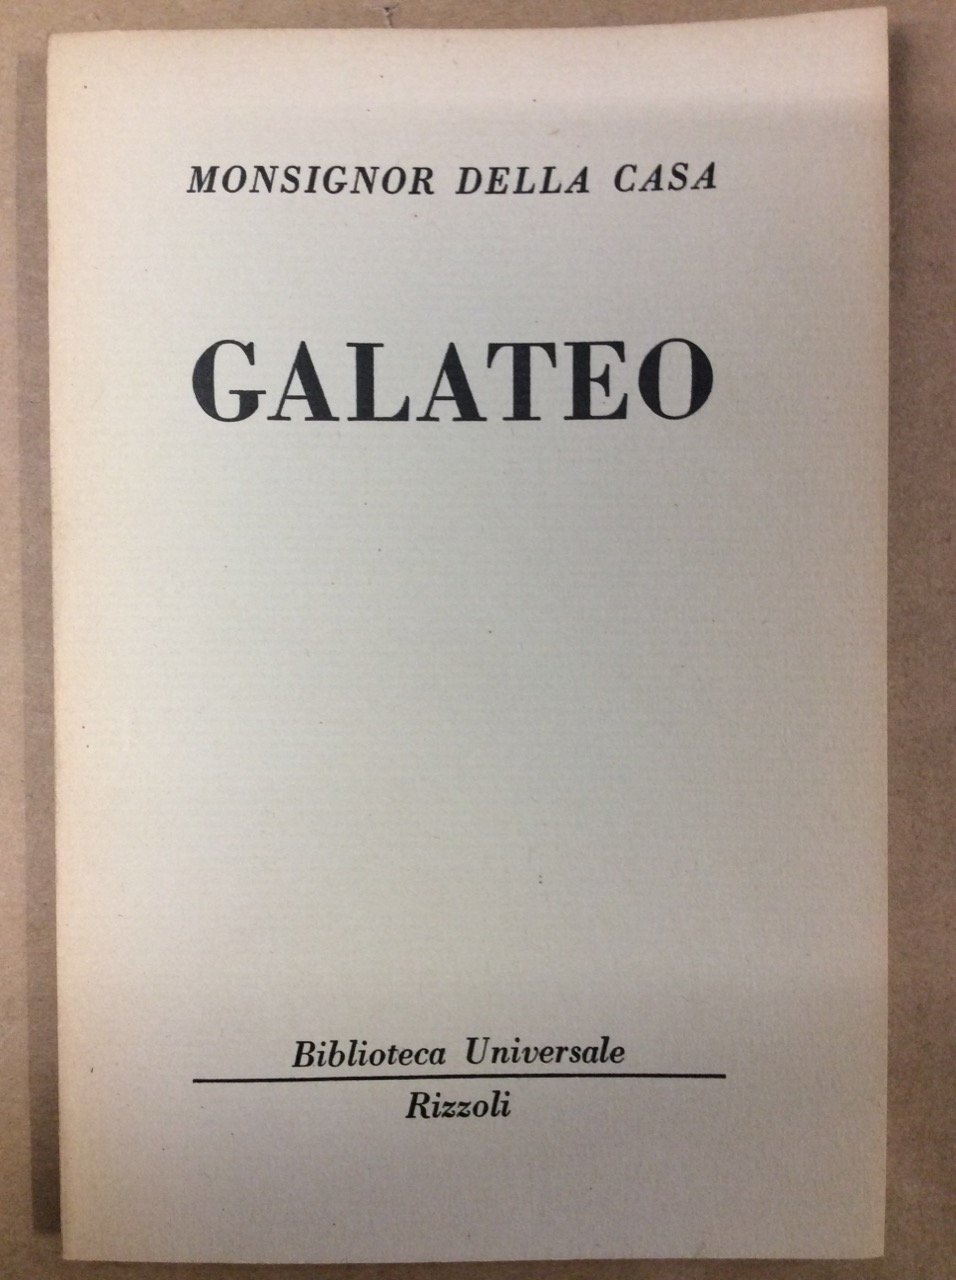 MONSIGNOR DELLA CASA
GALATEO
Biblioteca Universale
Rizzoli